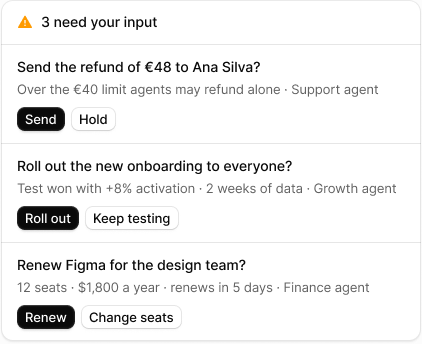 3 need your input
Send the refund of €48 to Ana Silva?
Over the €40 limit agents may refund alone · Support agent
Send Hold
Roll out the new onboarding to everyone?
Test won with +8% activation · 2 weeks of data · Growth agent
Roll out Keep testing
Renew Figma for the design team?
12 seats · $1,800 a year · renews in 5 days · Finance agent
Renew Change seats